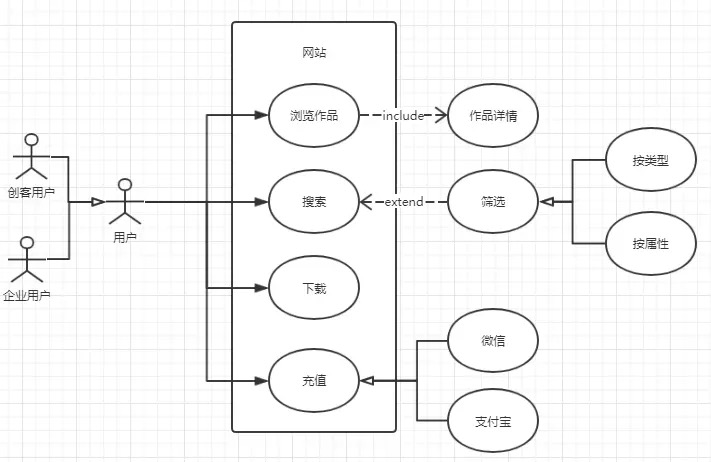 网站
浏览作品
include
作品详情
创客用户
按类型
用户
搜索
extend
筛选
企业用户
按属性
下载
微信
充值
支付宝